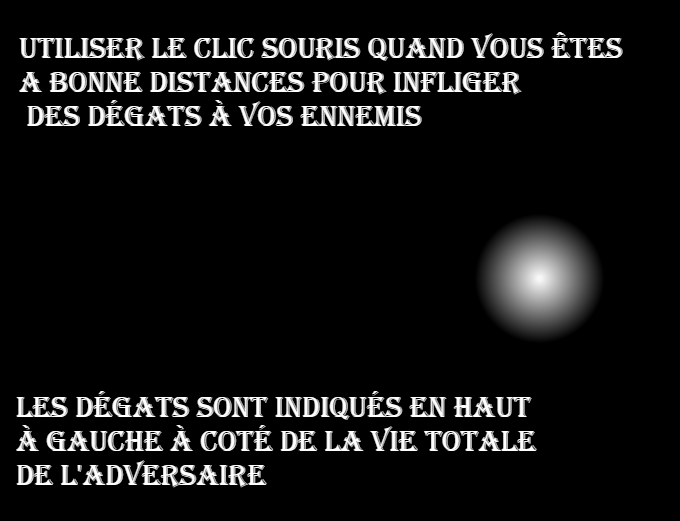 UTILISER LE CLIC SOURIS QUAND VOUS ÊTES
A BONNE DISTANCES POUR INFLIGER
DES DÉGATS À VOS ENNEMIS
LES DÉGATS SONT INDIQUÉS EN HAUT
À GAUCHE À COTÉ DE LA VIE TOTALE
DE L'ADVERSAIRE